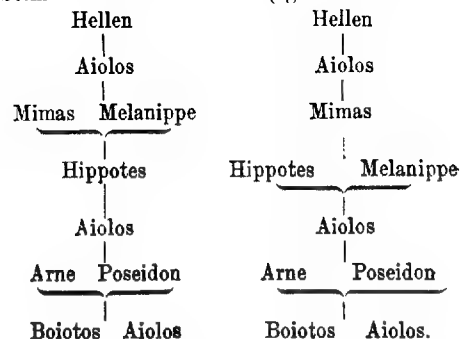 Hellen
Aiolos
Mimas Melanippe
Hippotes
Aiolos
Arne Poseidon
Boiotos Aiolos
Hellen
Aiolos
Mimas
Hippotes Melanippe
Aiolos
Arne Poseidon
Boiotos Aiolos.